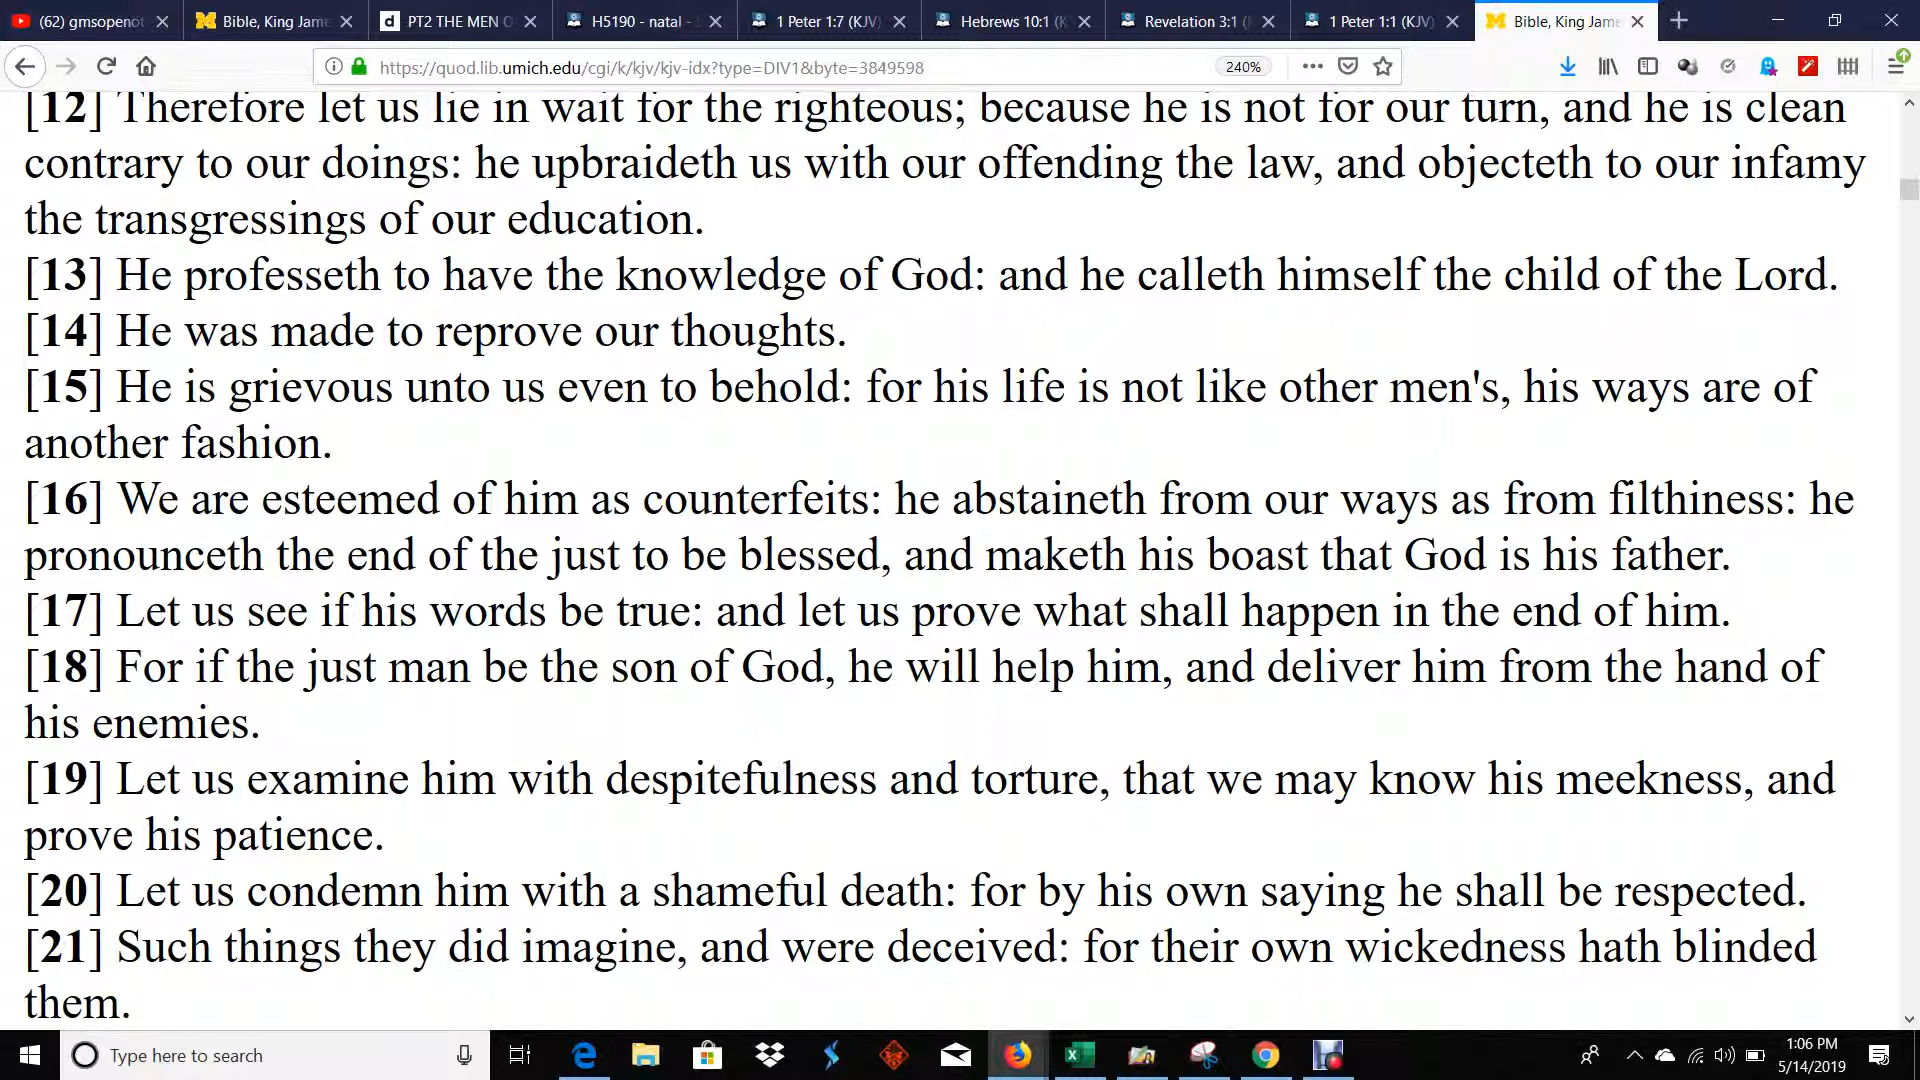 (62) gmsopenot
Bible, King Jame
PT2 THE MEN O
H5190 - natal -
1 Peter 1:7 (KJV)
Hebrews 10:1 (K
Revelation 3:1 (
1 Peter 1:1 (KJV)
Bible, King Jame
https://quod.lib.umich.edu/cgi/k/kjv/kjv-idx?type=DIV1&byte=3849598
240%
[12] Therefore let us lie in wait for the righteous; because he is not for our turn, and he is clean
contrary to our doings: he upbraideth us with our offending the law, and objecteth to our infamy
the transgressings of our education.
[13] He professeth to have the knowledge of God: and he calleth himself the child of the Lord.
[14] He was made to reprove our thoughts.
[15] He is grievous unto us even to behold: for his life is not like other men's, his ways are of
another fashion.
[16] We are esteemed of him as counterfeits: he abstaineth from our ways as from filthiness: he
pronounceth the end of the just to be blessed, and maketh his boast that God is his father.
[17] Let us see if his words be true: and let us prove what shall happen in the end of him.
[18] For if the just man be the son of God, he will help him, and deliver him from the hand of
his enemies.
[19] Let us examine him with despitefulness and torture, that we may know his meekness, and
prove his patience.
[20] Let us condemn him with a shameful death: for by his own saying he shall be respected.
[21] Such things they did imagine, and were deceived: for their own wickedness hath blinded
them.
Type here to search
1:06 PM
5/14/2019